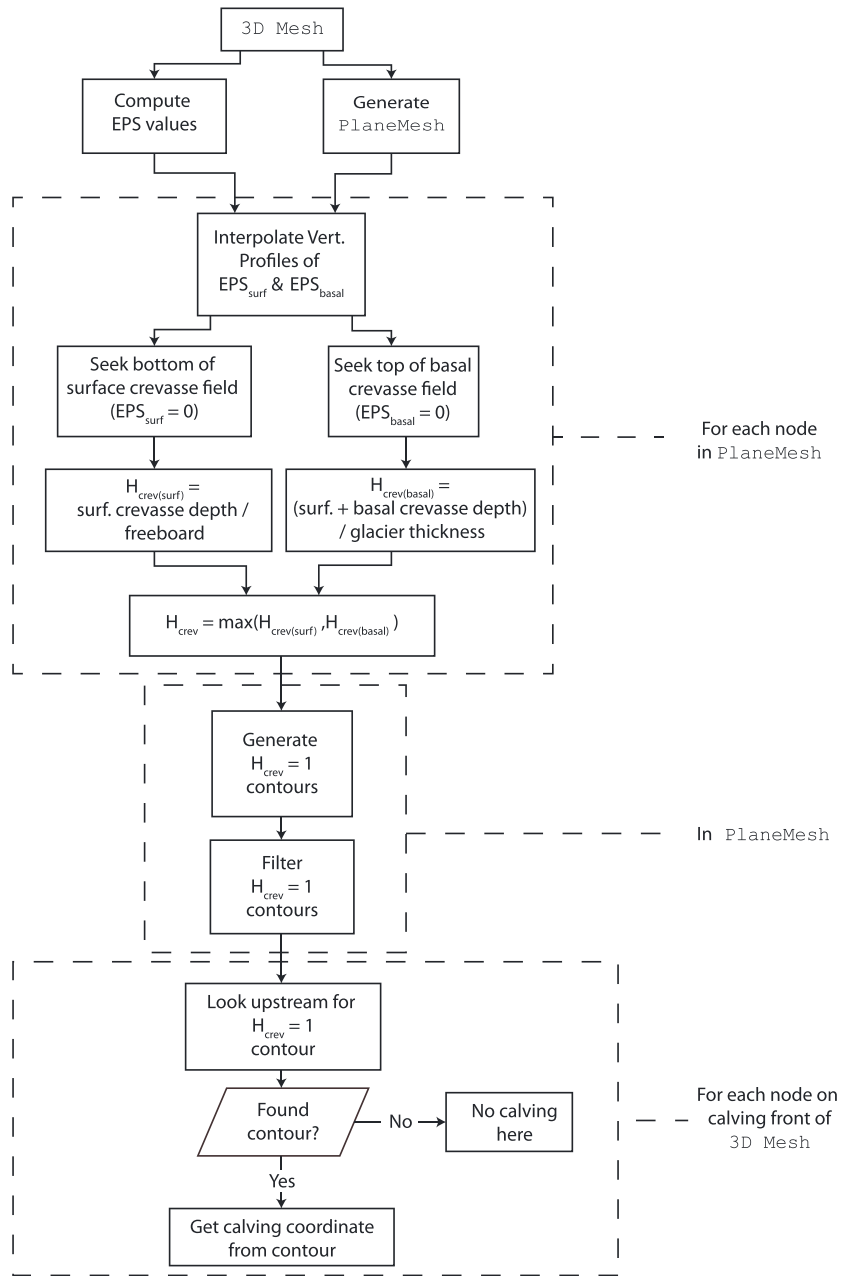 3D Mesh
Compute
EPS values
Generate
PlaneMesh
Interpolate Vert.
Profiles of
EPSsurf & EPSbasal
Seek bottom of
surface crevasse field
(EPSsurf = 0)
Seek top of basal
crevasse field
(EPSbasal = 0)
For each node
in PlaneMesh
Hcrev(surf) =
surf. crevasse depth /
freeboard
Hcrev(basal) =
(surf. + basal crevasse depth)
/ glacier thickness
Hcrev = max(Hcrev(surf) ,Hcrev(basal) )
Generate
Hcrev = 1
contours
In PlaneMesh
Filter
Hcrev = 1
contours
Look upstream for
Hcrev = 1
contour
For each node on
calving front of
3D Mesh
Found
contour?
No
No calving
here
Yes
Get calving coordinate
from contour